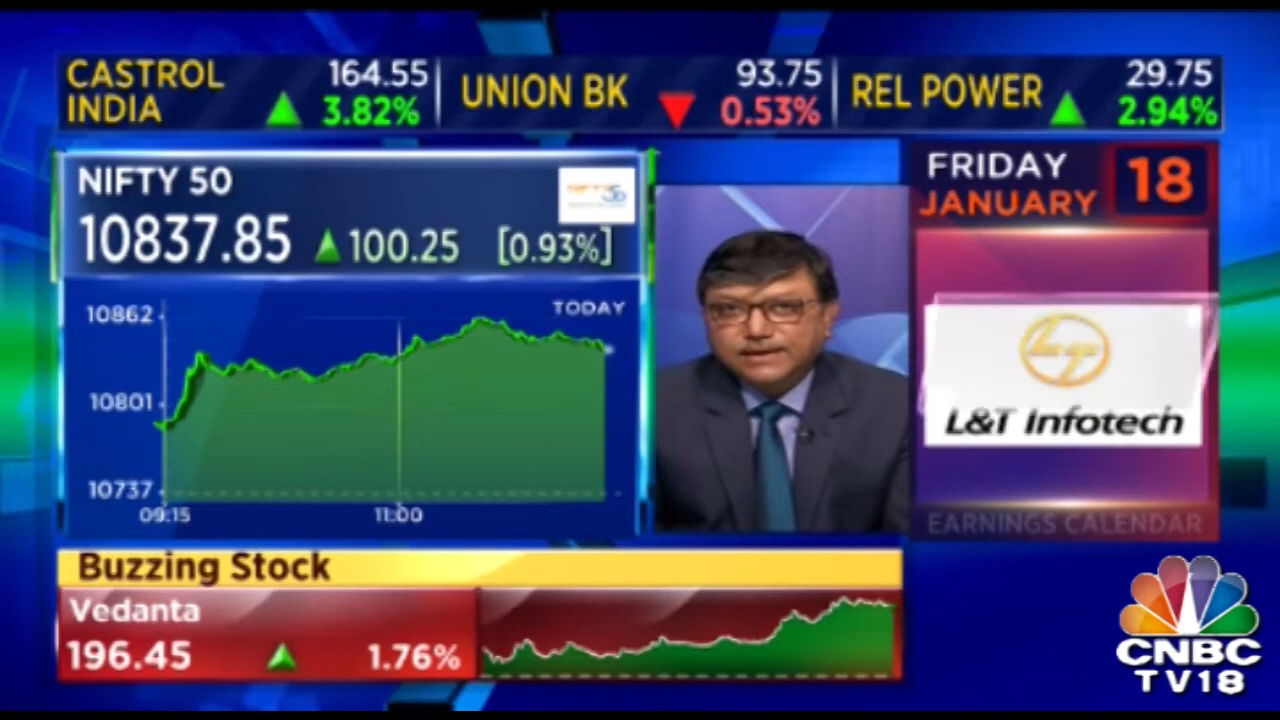 CASTROL INDIA 164.55 3.82%
UNION BK 93.75 0.53%
REL POWER 29.75 2.94%
NIFTY 50
10837.85 100.25 [0.93%]
TODAY
10862
10801
10737
09:15 11:00
FRIDAY
JANUARY 18
L&T Infotech
EARNINGS CALENDAR
Buzzing Stock
Vedanta
196.45 1.76%
CNBC
TV18